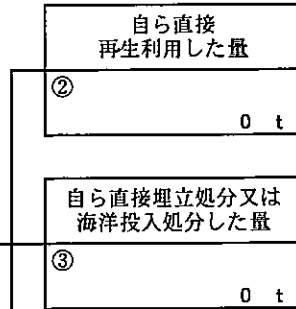 自ら直接
再生利用した量
②
0 t
自ら直接埋立処分又は
海洋投入処分した量
③
0 t